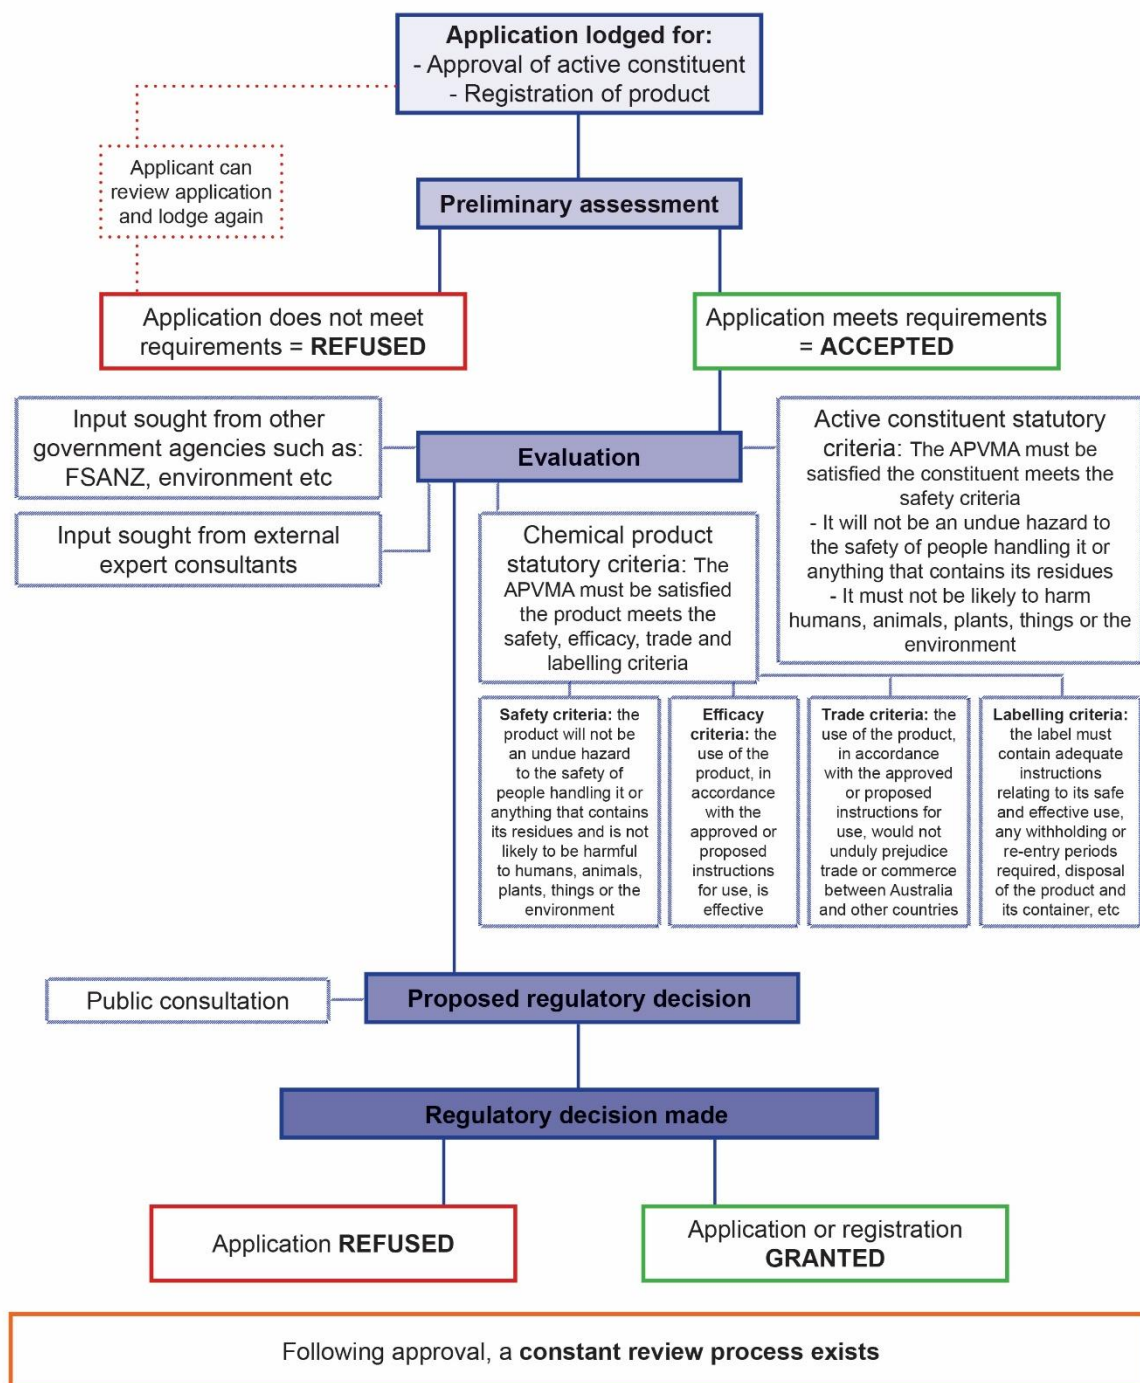 Application lodged for:
- Approval of active constituent
- Registration of product
Applicant can
review application
and lodge again
Preliminary assessment
Application does not meet
requirements = REFUSED
Application meets requirements
= ACCEPTED
Input sought from other
government agencies such as:
FSANZ, environment etc
Evaluation
Active constituent statutory
criteria: The APVMA must be
satisfied the constituent meets the
safety criteria
- It will not be an undue hazard to
the safety of people handling it or
anything that contains its residues
- It must not be likely to harm
humans, animals, plants, things or the
environment
Input sought from external
expert consultants
Chemical product
statutory criteria: The
APVMA must be satisfied
the product meets the
safety, efficacy, trade and
labelling criteria
Safety criteria: the
product will not be
an undue hazard
to the safety of
people handling it or
anything that contains
its residues and is not
likely to be harmful
to humans, animals,
plants, things or the
environment
Efficacy
criteria: the
use of the
product, in
accordance
with the
approved or
proposed
instructions
for use, is
effective
Trade criteria: the
use of the product,
in accordance
with the approved
or proposed
instructions for
use, would not
unduly prejudice
trade or commerce
between Australia
and other countries
Labelling criteria:
the label must
contain adequate
instructions
relating to its safe
and effective use,
any withholding or
re-entry periods
required, disposal
of the product and
its container, etc
Public consultation
Proposed regulatory decision
Regulatory decision made
Application REFUSED
Application or registration
GRANTED
Following approval, a constant review process exists